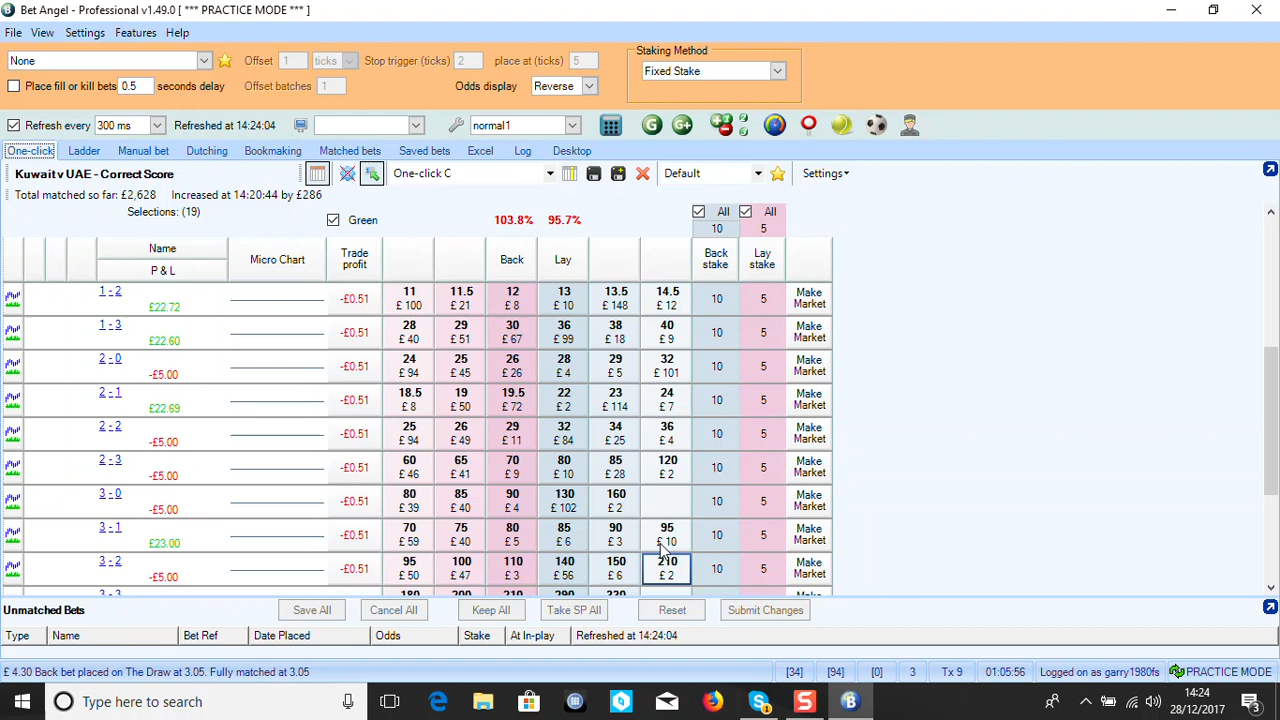 Bet Angel - Professional v1.49.0 [ *** PRACTICE MODE *** ]
File View Settings Features Help
None Offset 1 ticks Stop trigger (ticks) 2 place at (ticks) 5 Staking Method
Fixed Stake
Place fill or kill bets 0.5 seconds delay Offset batches 1 Odds display Reverse
Refresh every 300 ms Refreshed at 14:24:04 normal1 G G+
One-click Ladder Manual bet Dutching Bookmaking Matched bets Saved bets Excel Log Desktop
Kuwait v UAE - Correct Score One-click C Default Settings
Total matched so far: £2,628 Increased at 14:20:44 by £286
Selections: (19) Green 103.8% 95.7% All All
10 5
Name Micro Chart Trade profit Back Lay Back stake Lay stake
P & L
1 - 2 11 11.5 12 13 13.5 14.5 Make
£22.72 -£0.51 £ 100 £ 21 £ 8 £ 10 £ 148 £ 12 10 5 Market
1 - 3 28 29 30 36 38 40 Make
£22.60 -£0.51 £ 40 £ 51 £ 67 £ 99 £ 18 £ 9 10 5 Market
2 - 0 24 25 26 28 29 32 Make
-£5.00 -£0.51 £ 94 £ 45 £ 26 £ 4 £ 5 £ 101 10 5 Market
2 - 1 18.5 19 19.5 22 23 24 Make
£22.69 -£0.51 £ 8 £ 50 £ 72 £ 2 £ 114 £ 7 10 5 Market
2 - 2 25 26 29 32 34 36 Make
-£5.00 -£0.51 £ 94 £ 49 £ 11 £ 84 £ 25 £ 4 10 5 Market
2 - 3 60 65 70 80 85 120 Make
-£5.00 -£0.51 £ 46 £ 41 £ 9 £ 10 £ 28 £ 2 10 5 Market
3 - 0 80 85 90 130 160 Make
-£5.00 -£0.51 £ 39 £ 40 £ 4 £ 102 £ 2 10 5 Market
3 - 1 70 75 80 85 90 95 Make
£23.00 -£0.51 £ 59 £ 40 £ 5 £ 6 £ 3 £ 10 10 5 Market
3 - 2 95 100 110 140 150 210 Make
-£5.00 -£0.51 £ 50 £ 47 £ 3 £ 56 £ 6 £ 2 10 5 Market
3 - 3 180 200 210 290 330
Unmatched Bets Save All Cancel All Keep All Take SP All Reset Submit Changes
Type Name Bet Ref Date Placed Odds Stake At In-play Refreshed at 14:24:04
£ 4.30 Back bet placed on The Draw at 3.05. Fully matched at 3.05 [34] [94] [0] 3 Tx 9 01:05:56 Logged on as garry1980fs PRACTICE MODE
Type here to search 14:24
28/12/2017